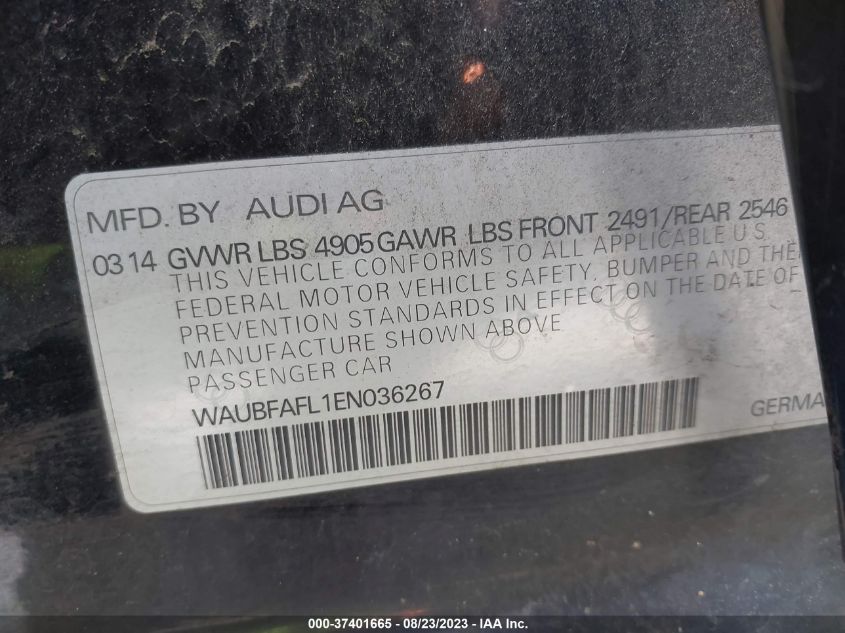 MFD. BY AUDI AG
03 14 GVWR LBS 4905 GAWR LBS FRONT 2491/REAR 2546
THIS VEHICLE CONFORMS TO ALL APPLICABLE U.S.
FEDERAL MOTOR VEHICLE SAFETY, BUMPER AND THE
PREVENTION STANDARDS IN EFFECT ON THE DATE OF
MANUFACTURE SHOWN ABOVE
PASSENGER CAR
WAUBFAFL1EN036267
GERMA
000-37401665 - 08/23/2023 - IAA Inc.